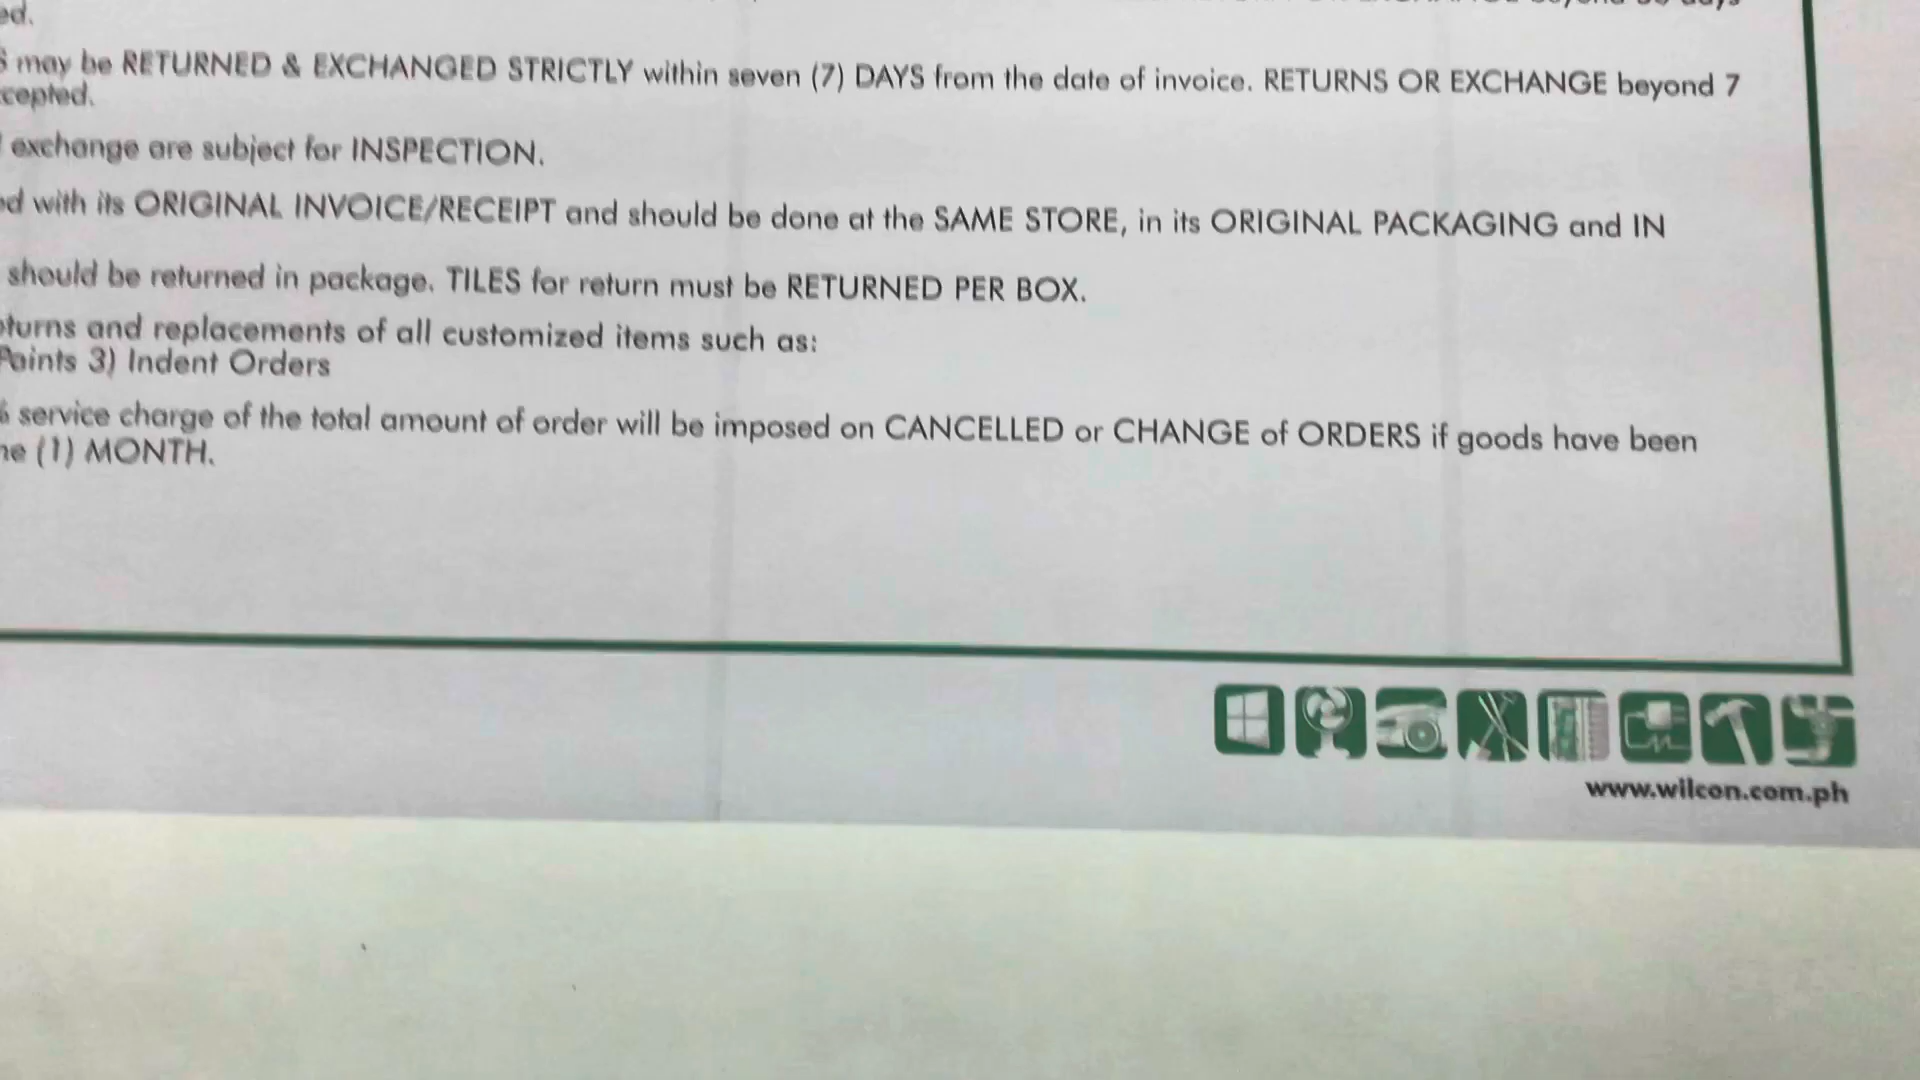 may be RETURNED & EXCHANGED STRICTLY within seven (7) DAYS from the date of invoice. RETURNS OR EXCHANGE beyond 7
exchange are subject for INSPECTION.
with its ORIGINAL INVOICE/RECEIPT and should be done at the SAME STORE, in its ORIGINAL PACKAGING and IN
should be returned in package. TILES for return must be RETURNED PER BOX.
and replacements of all customized items such as:
Paints 3) Indent Orders
service charge of the total amount of order will be imposed on CANCELLED or CHANGE of ORDERS if goods have been
(1) MONTH.
www.wilcon.com.ph